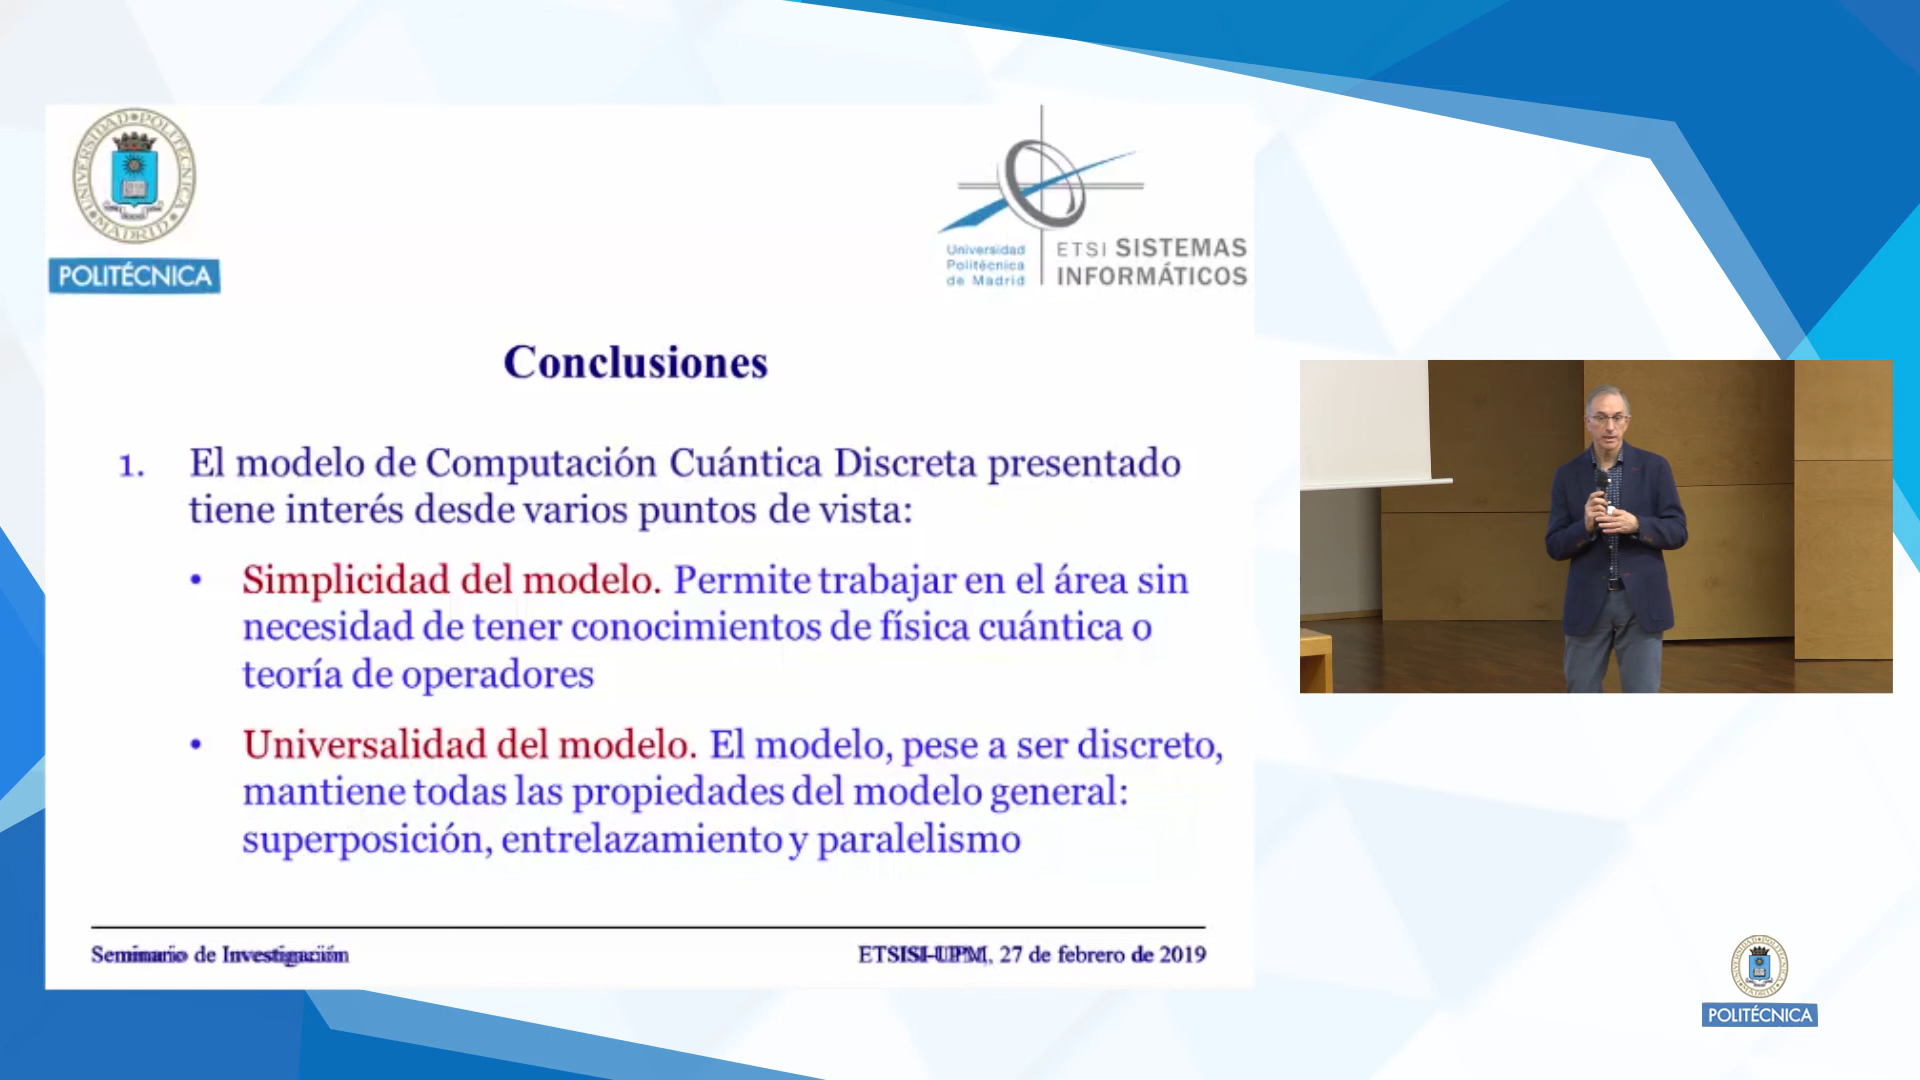 UNIVERSIDAD POLITÉCNICA
MADRID
POLITÉCNICA
Universidad
Politécnica
de Madrid
ETSI SISTEMAS
INFORMÁTICOS
Conclusiones
1. El modelo de Computación Cuántica Discreta presentado
tiene interés desde varios puntos de vista:
• Simplicidad del modelo. Permite trabajar en el área sin
necesidad de tener conocimientos de física cuántica o
teoría de operadores
• Universalidad del modelo. El modelo, pese a ser discreto,
mantiene todas las propiedades del modelo general:
superposición, entrelazamiento y paralelismo
Seminario de Investigación
ETSISI-UPM, 27 de febrero de 2019
POLITÉCNICA